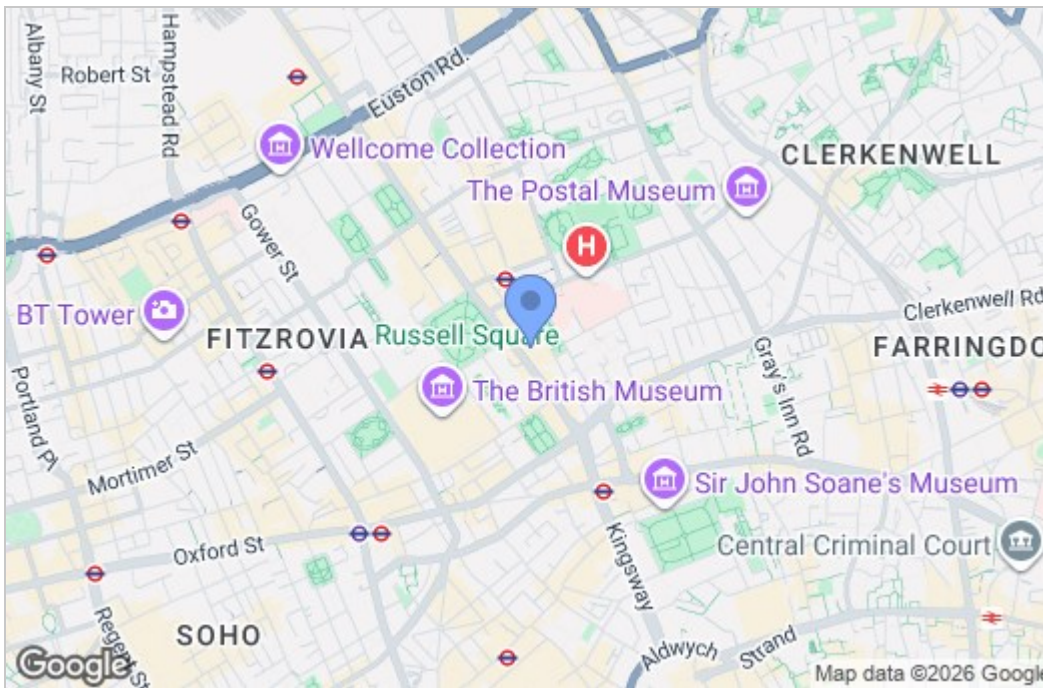 Albany St
Hampstead Rd
Robert St
Euston Rd.
Wellcome Collection
CLERKENWELL
The Postal Museum
H
Gower St
BT Tower
FITZROVIA
Russell Square
Clerkenwell Rd
FARRINGDO
Gray's Inn Rd
The British Museum
Portland Pl
Mortimer St
Sir John Soane's Museum
Oxford St
Kingsway
Central Criminal Court
Regent St
SOHO
Aldwych
Strand
Google
Map data ©2026 Google